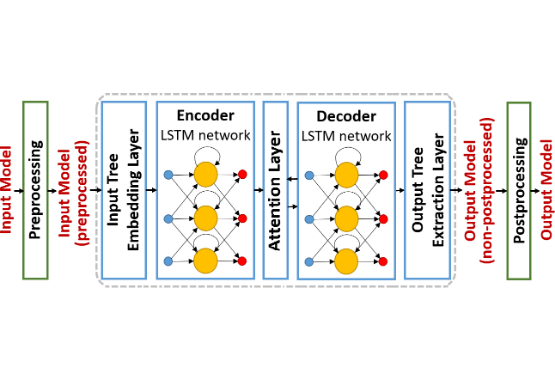 Input Model
Preprocessing
Input Model
(preprocessed)
Input Tree
Embedding Layer
Encoder
LSTM network
Attention Layer
Decoder
LSTM network
Output Tree
Extraction Layer
Output Model
(non-postprocessed)
Postprocessing
Output Model